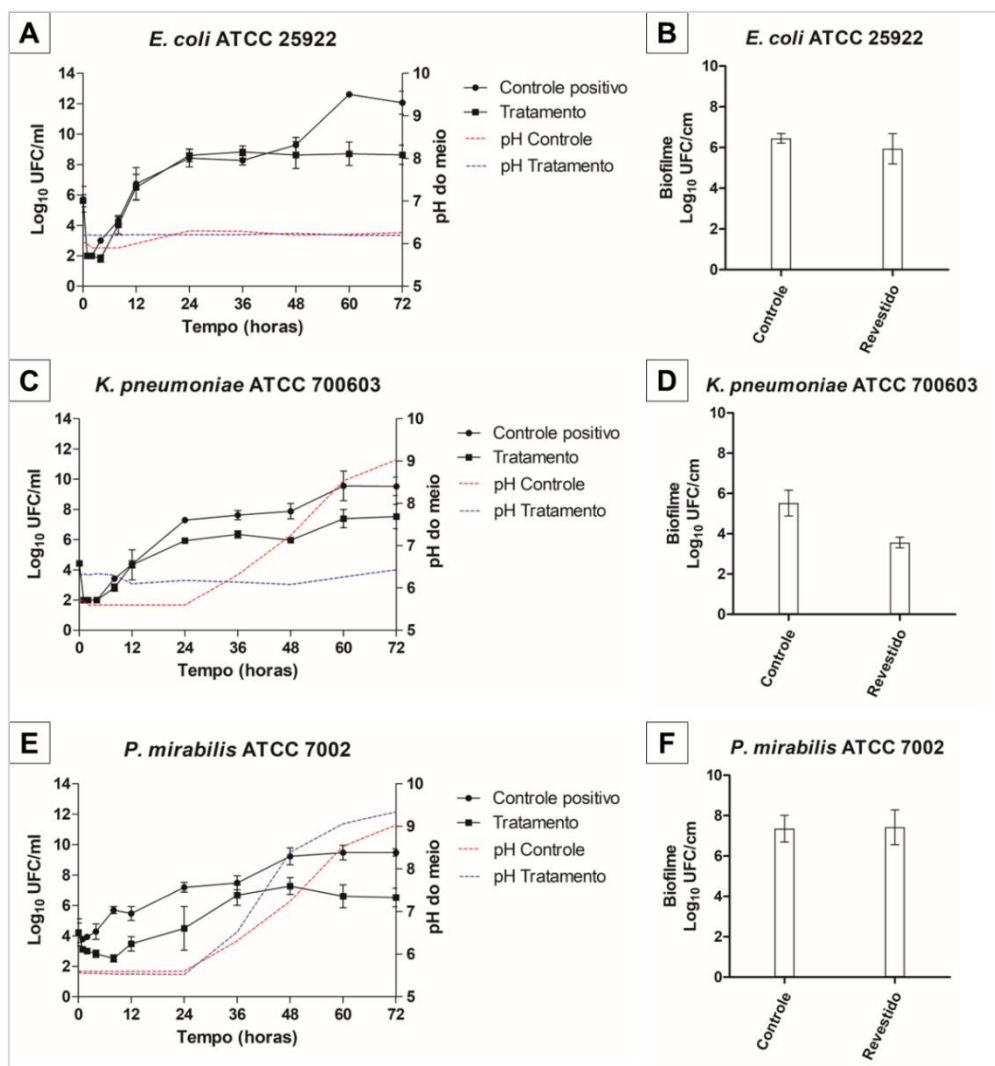 A
E. coli ATCC 25922
Log10 UFC/ml
14
12
10
8
6
4
2
0
10
9
8
7
6
5
pH do meio
0 12 24 36 48 60 72
Tempo (horas)
Controle positivo
Tratamento
pH Controle
pH Tratamento
B
E. coli ATCC 25922
Biofilme
Log10 UFC/cm
10
8
6
4
2
0
Controle
Revestido
C
K. pneumoniae ATCC 700603
Log10 UFC/ml
14
12
10
8
6
4
2
0
10
9
8
7
6
5
pH do meio
0 12 24 36 48 60 72
Tempo (horas)
Controle positivo
Tratamento
pH Controle
pH Tratamento
D
K. pneumoniae ATCC 700603
Biofilme
Log10 UFC/cm
10
8
6
4
2
0
Controle
Revestido
E
P. mirabilis ATCC 7002
Log10 UFC/ml
14
12
10
8
6
4
2
0
10
9
8
7
6
5
pH do meio
0 12 24 36 48 60 72
Tempo (horas)
Controle positivo
Tratamento
pH Controle
pH Tratamento
F
P. mirabilis ATCC 7002
Biofilme
Log10 UFC/cm
10
8
6
4
2
0
Controle
Revestido